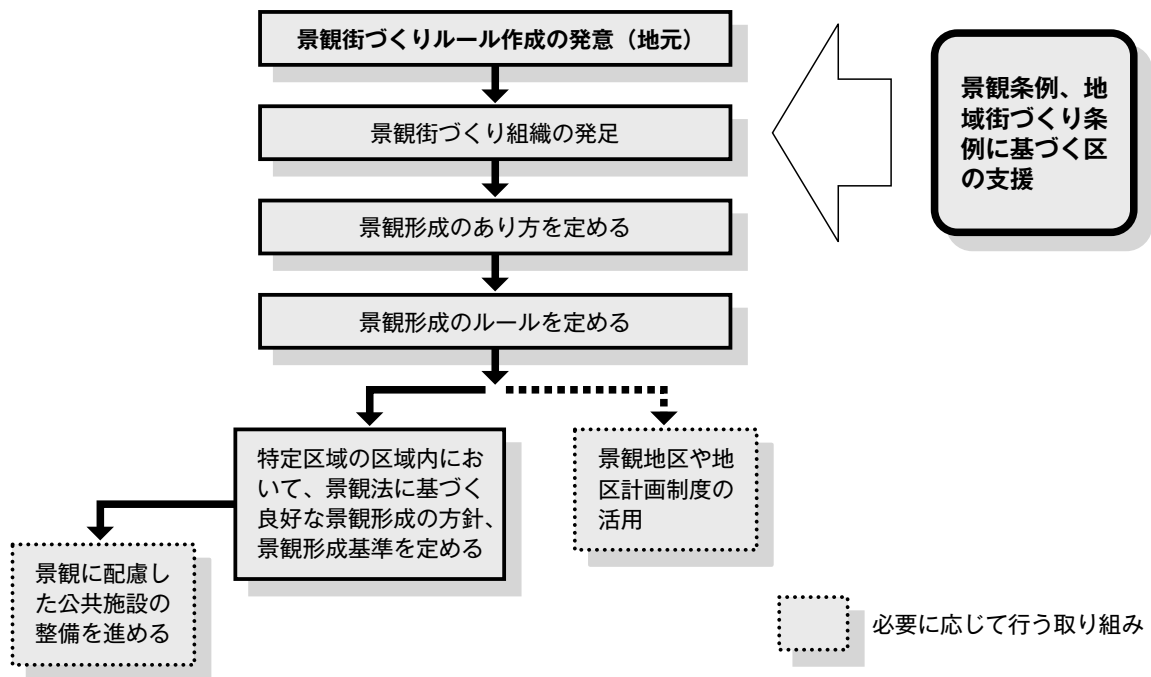 景観街づくりルール作成の発意（地元）
景観街づくり組織の発足
景観形成のあり方を定める
景観形成のルールを定める
景観条例、地
域街づくり条
例に基づく区
の支援
特定区域の区域内にお
いて、景観法に基づく
良好な景観形成の方針、
景観形成基準を定める
景観地区や地
区計画制度の
活用
景観に配慮し
た公共施設の
整備を進める
必要に応じて行う取り組み